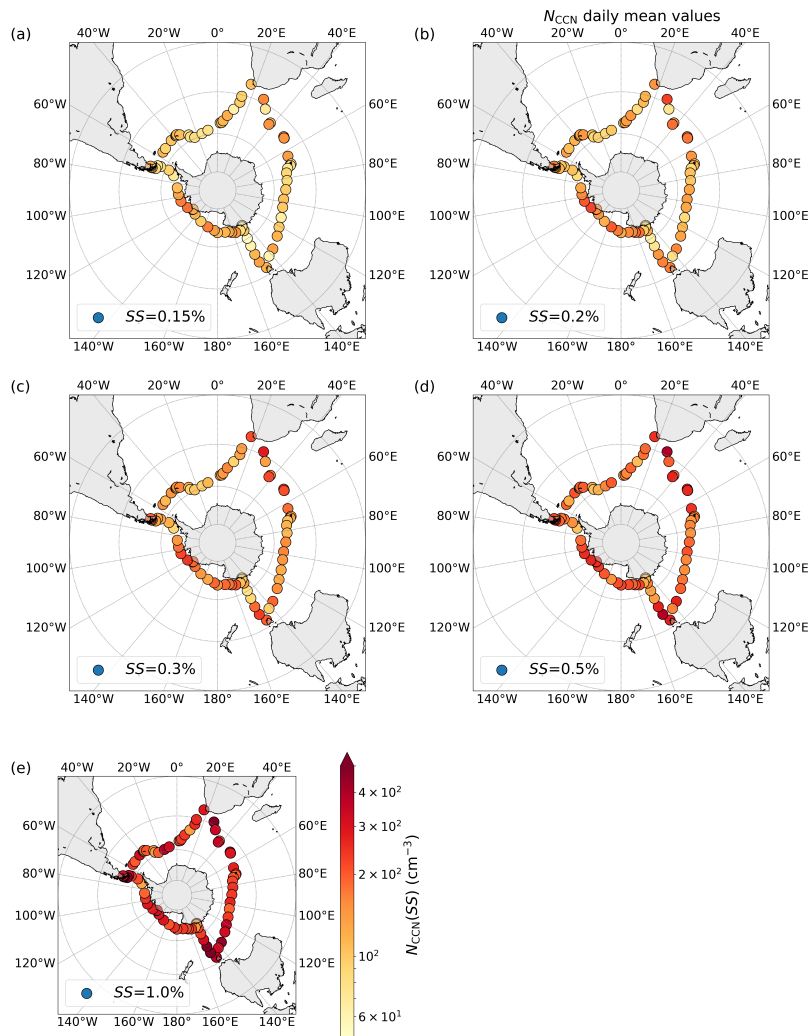 N_CCN daily mean values
(a)
40°W 20°W 0° 20°E 40°E
60°W 60°E
80°W 80°E
100°W 100°E
120°W 120°E
SS=0.15%
140°W 160°W 180° 160°E 140°E
(b)
40°W 20°W 0° 20°E 40°E
60°W 60°E
80°W 80°E
100°W 100°E
120°W 120°E
SS=0.2%
140°W 160°W 180° 160°E 140°E
(c)
40°W 20°W 0° 20°E 40°E
60°W 60°E
80°W 80°E
100°W 100°E
120°W 120°E
SS=0.3%
140°W 160°W 180° 160°E 140°E
(d)
40°W 20°W 0° 20°E 40°E
60°W 60°E
80°W 80°E
100°W 100°E
120°W 120°E
SS=0.5%
140°W 160°W 180° 160°E 140°E
(e)
40°W 20°W 0° 20°E 40°E
60°W
80°W
100°W
120°W
SS=1.0%
140°W 160°W 180° 160°E 140°E
4 × 10²
3 × 10²
2 × 10²
10²
6 × 10¹
N_CCN(SS) (cm⁻³)